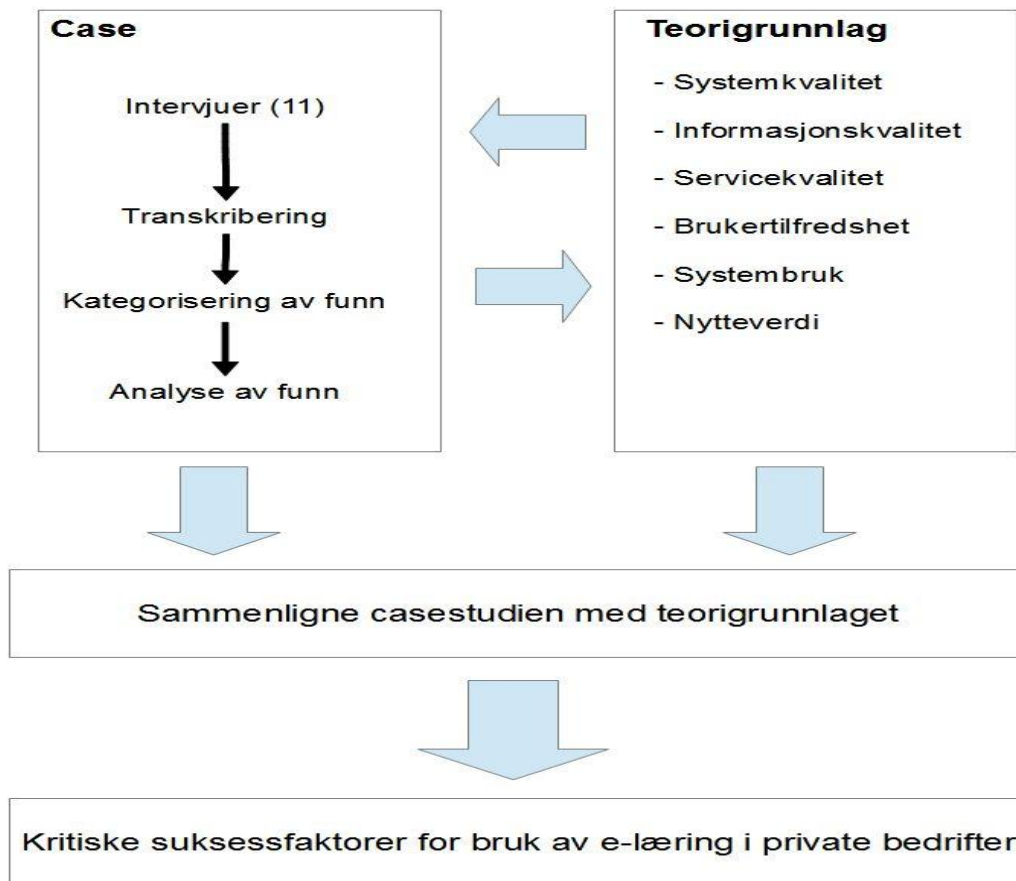 Case
Intervjuer (11)
Transkribering
Kategorisering av funn
Analyse av funn
Teorigrunnlag
- Systemkvalitet
- Informasjonskvalitet
- Servicekvalitet
- Brukertilfredshet
- Systembruk
- Nytteverdi
Sammenligne casestudien med teorigrunnlaget
Kritiske suksessfaktorer for bruk av e-læring i private bedrifter